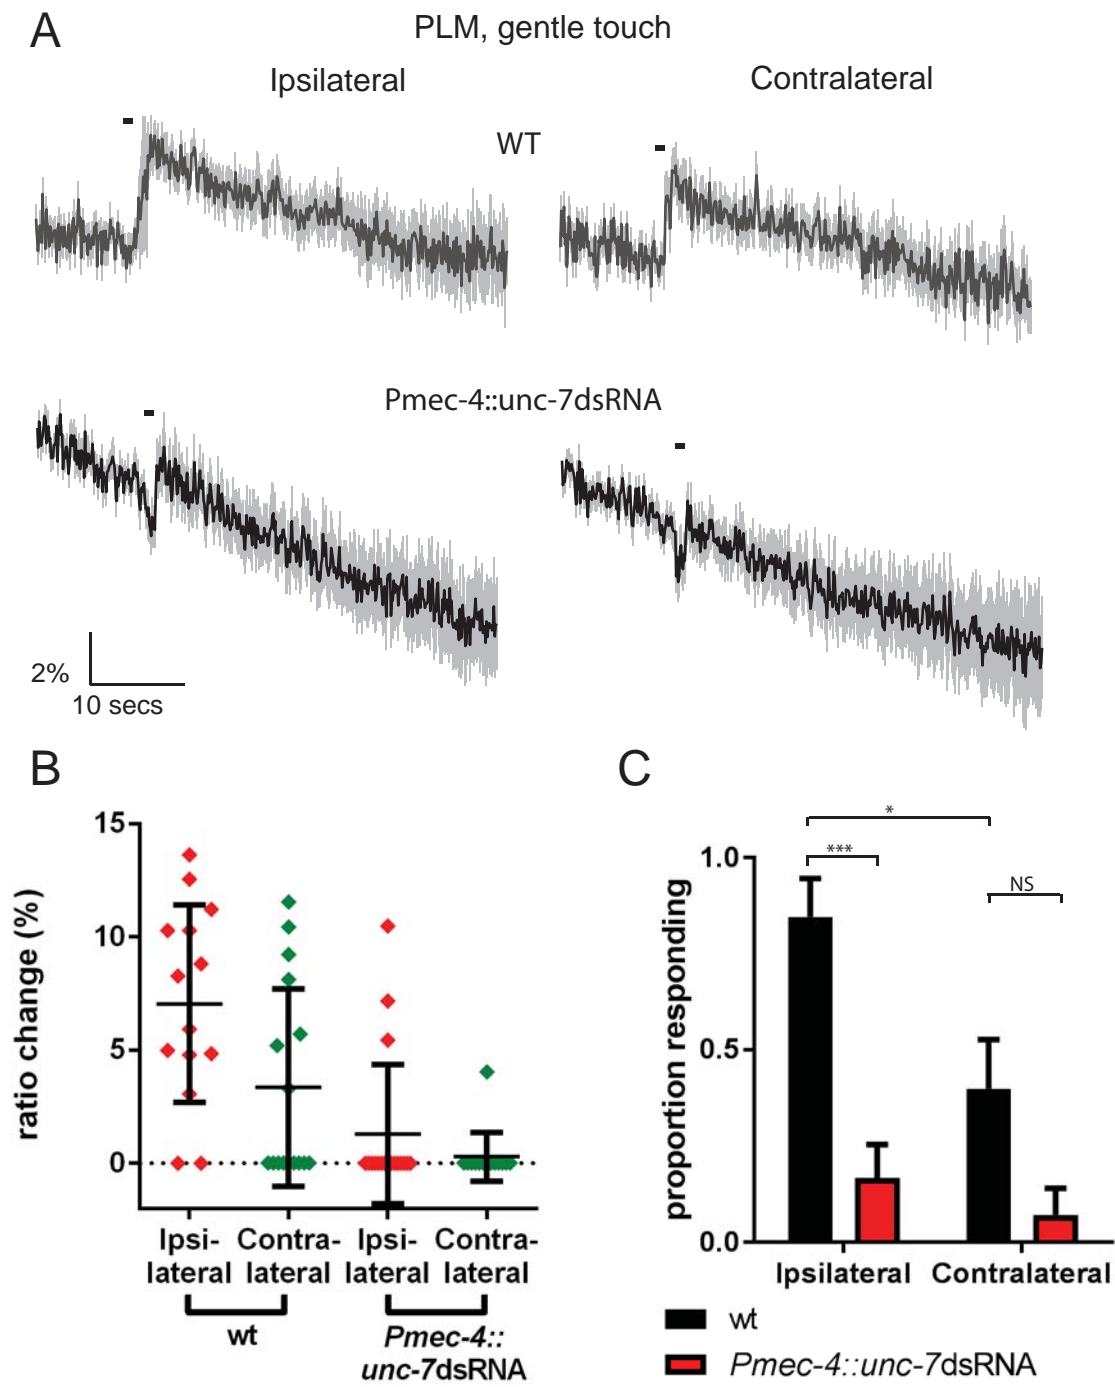 A
PLM, gentle touch
Ipsilateral
Contralateral
WT
Pmec-4::unc-7dsRNA
2%
10 secs
B
ratio change (%)
15
10
5
0
Ipsi-
lateral
Contra-
lateral
Ipsi-
lateral
Contra-
lateral
wt
Pmec-4::
unc-7dsRNA
C
proportion responding
*
***
NS
1.0
0.5
0.0
Ipsilateral
Contralateral
wt
Pmec-4::unc-7dsRNA